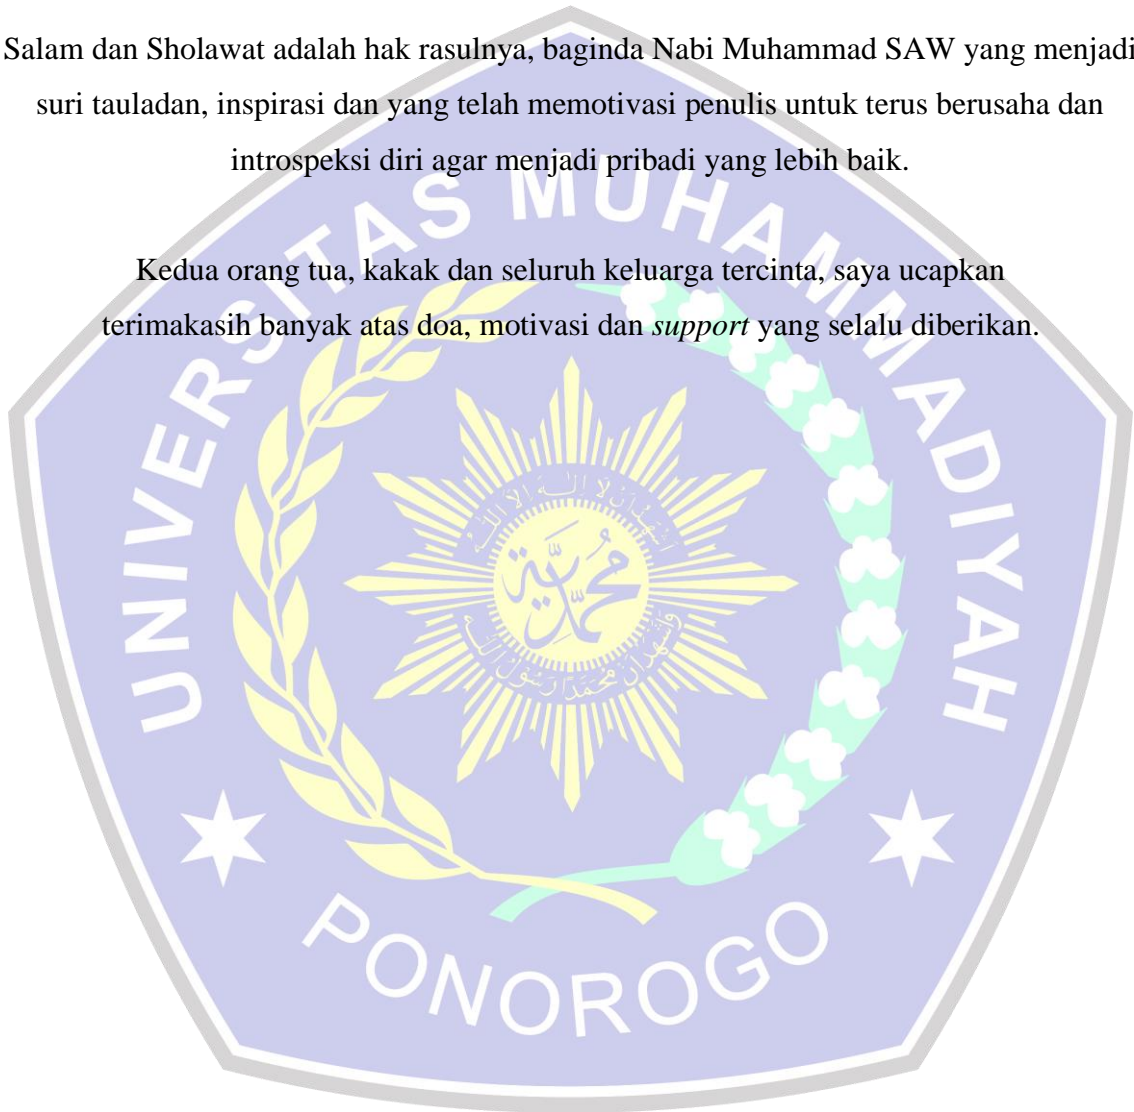 Salam dan Sholawat adalah hak rasulnya, baginda Nabi Muhammad SAW yang menjadi
suri tauladan, inspirasi dan yang telah memotivasi penulis untuk terus berusaha dan
introspeksi diri agar menjadi pribadi yang lebih baik.
Kedua orang tua, kakak dan seluruh keluarga tercinta, saya ucapkan
terimakasih banyak atas doa, motivasi dan support yang selalu diberikan.
UNIVERSITAS MUHAMMADIYAH
محمدية
PONOROGO